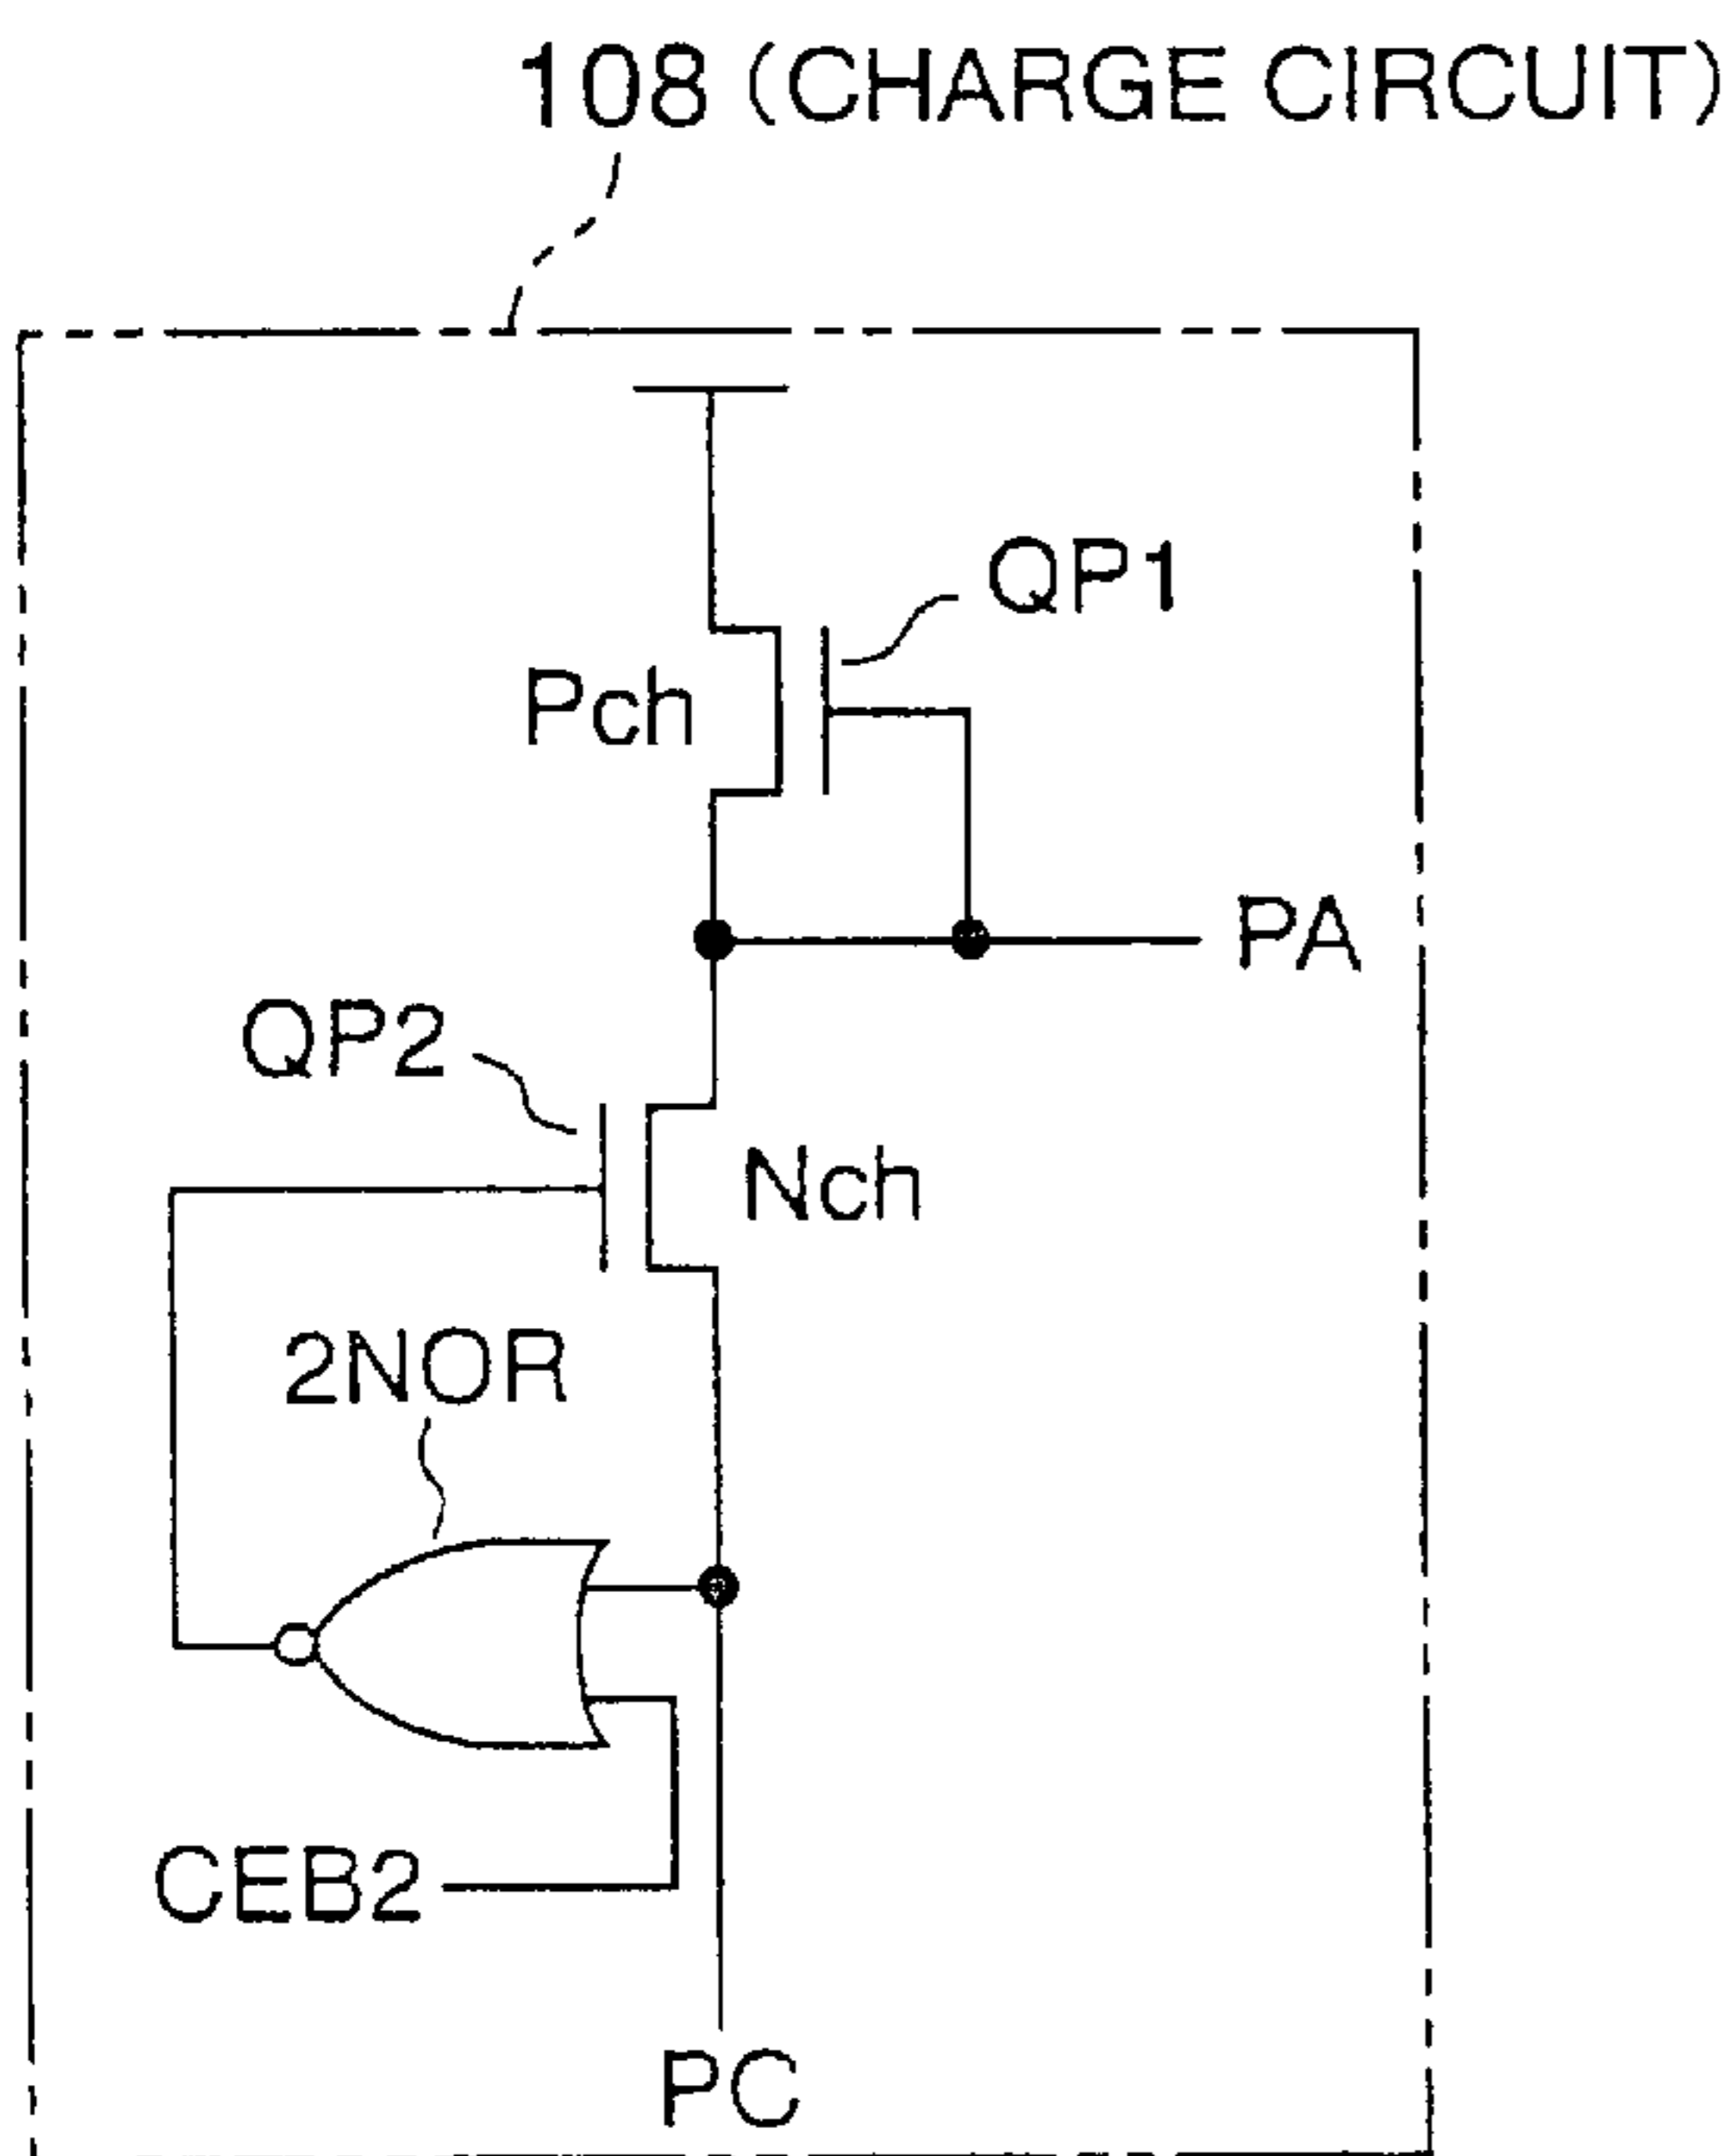 108 (CHARGE CIRCUIT)
QP1
Pch
PA
QP2
Nch
2NOR
CEB2
PC